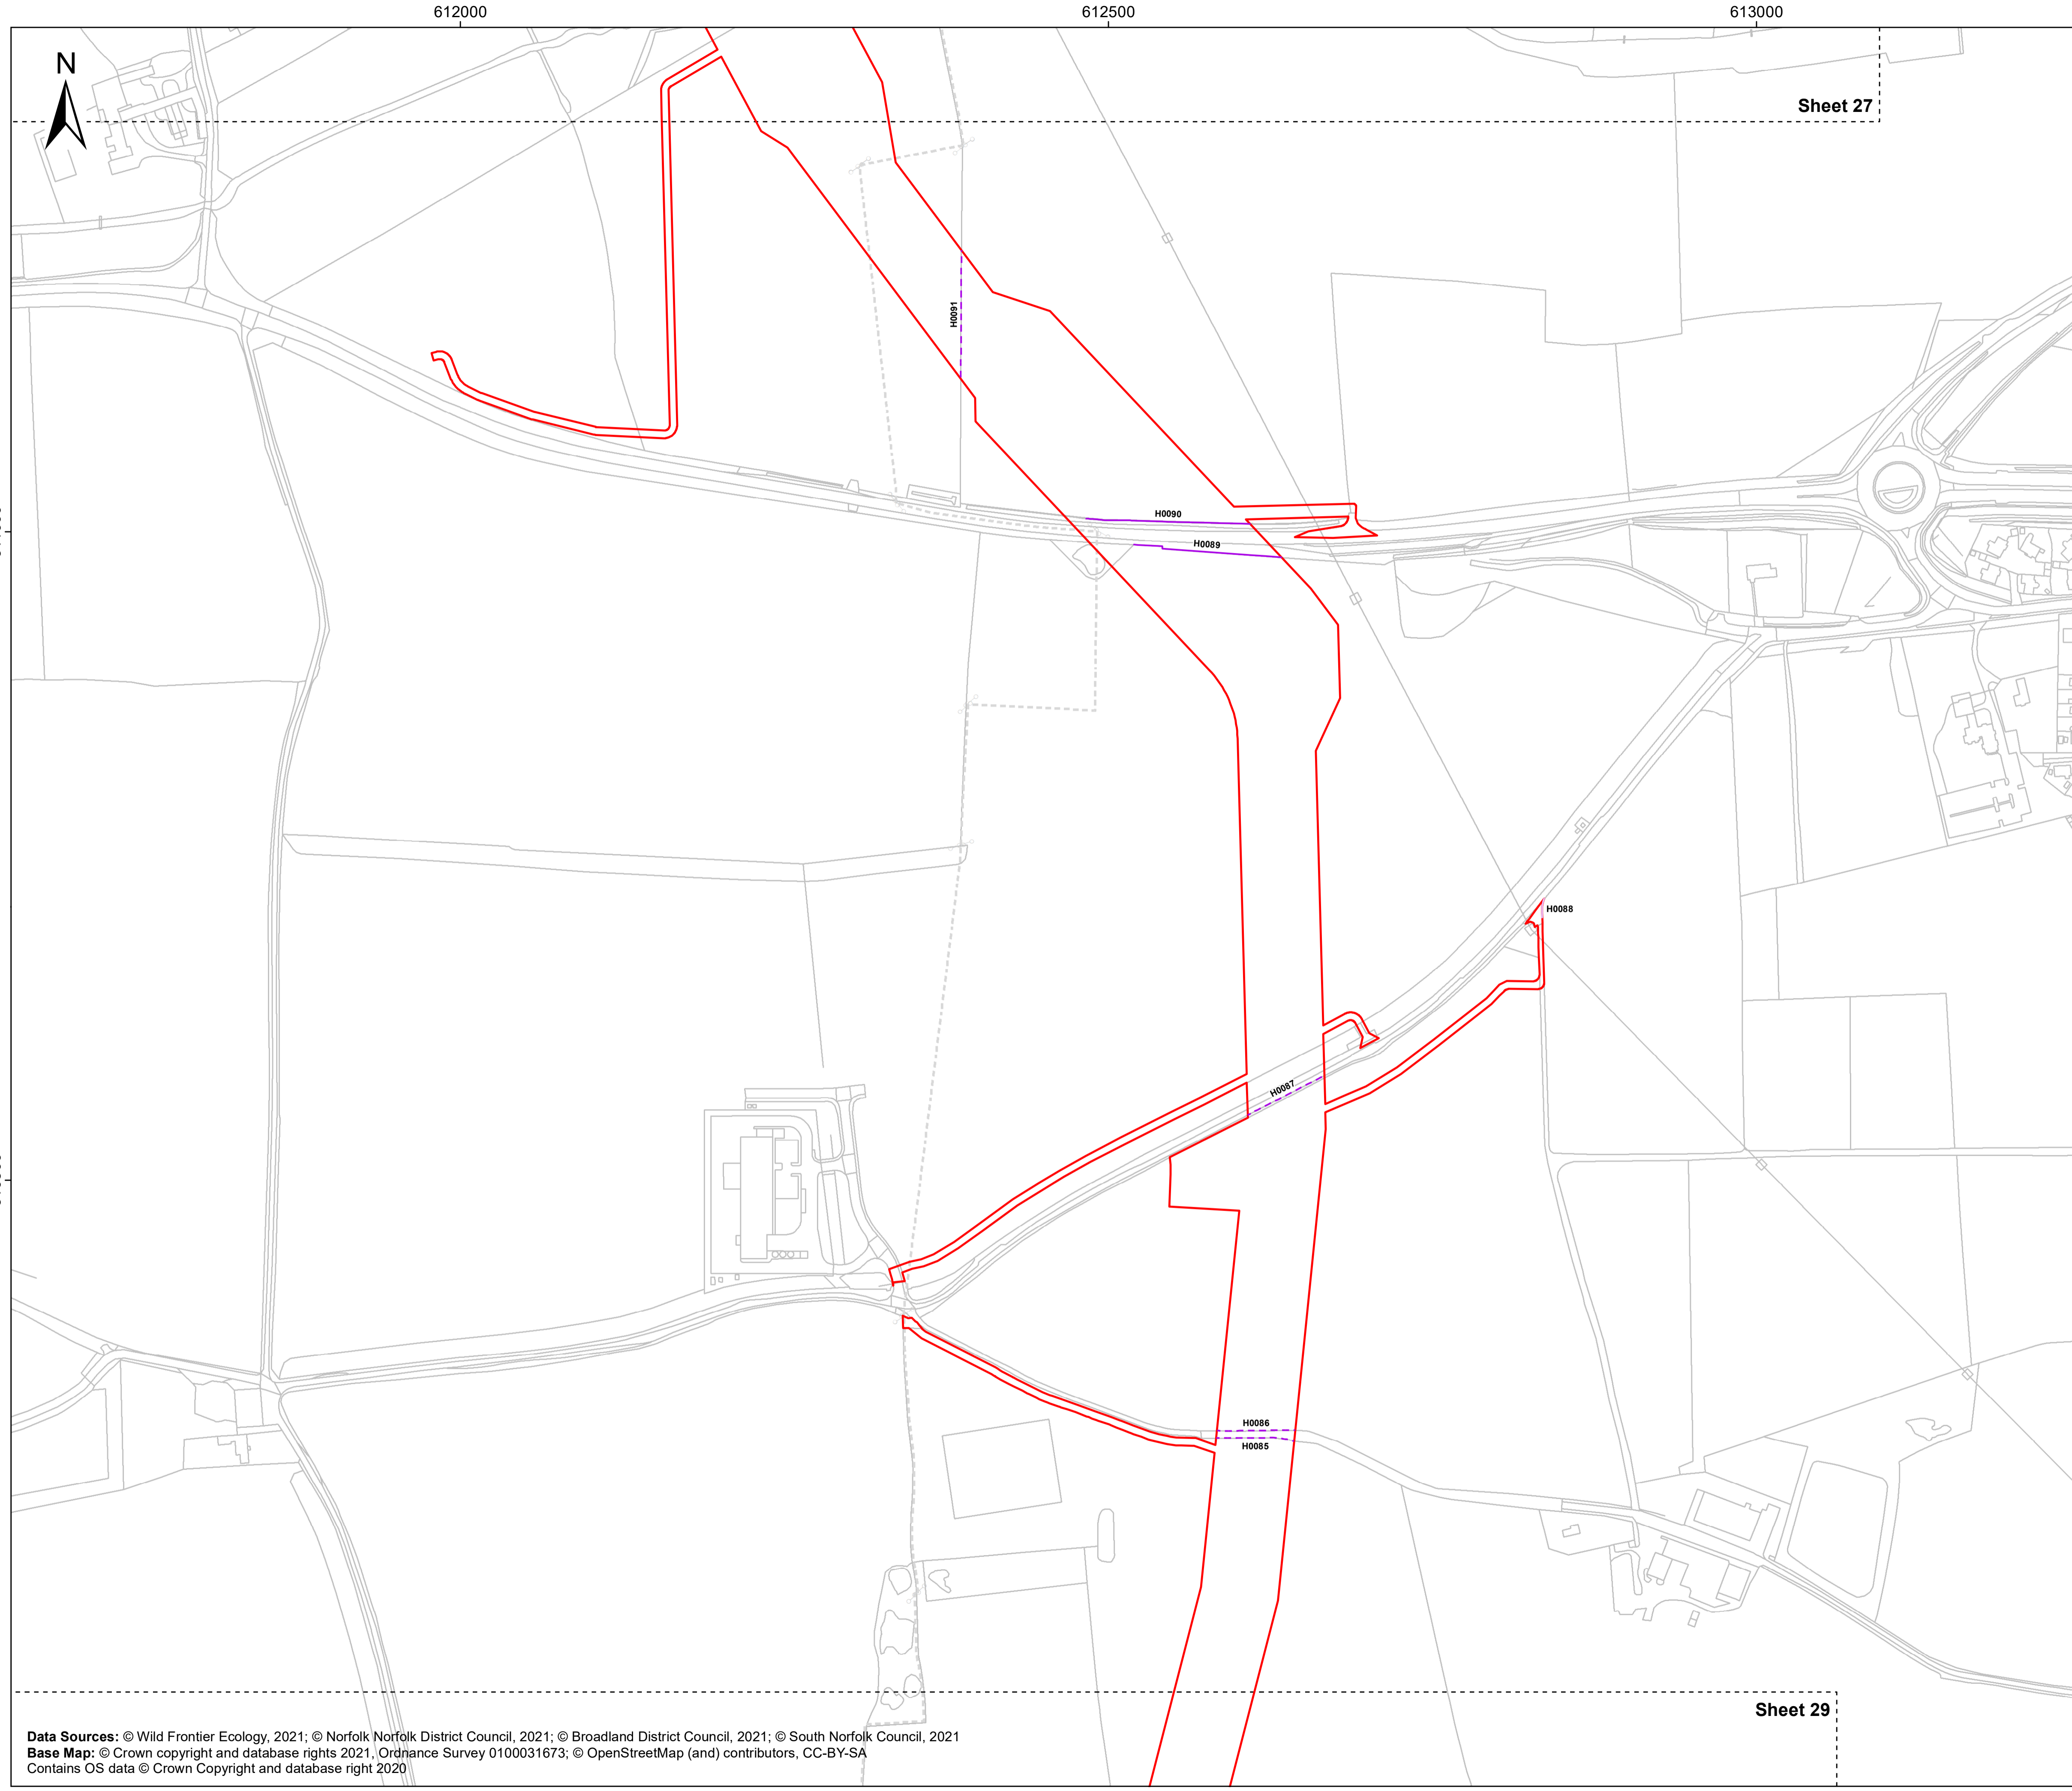 612000
612500
613000
N
Sheet 27
H0091
H0090
H0089
H0088
H0087
H0086
H0085
Sheet 29
Data Sources: © Wild Frontier Ecology, 2021; © Norfolk Norfolk District Council, 2021; © Broadland District Council, 2021; © South Norfolk Council, 2021
Base Map: © Crown copyright and database rights 2021, Ordnance Survey 0100031673; © OpenStreetMap (and) contributors, CC-BY-SA
Contains OS data © Crown Copyright and database right 2020